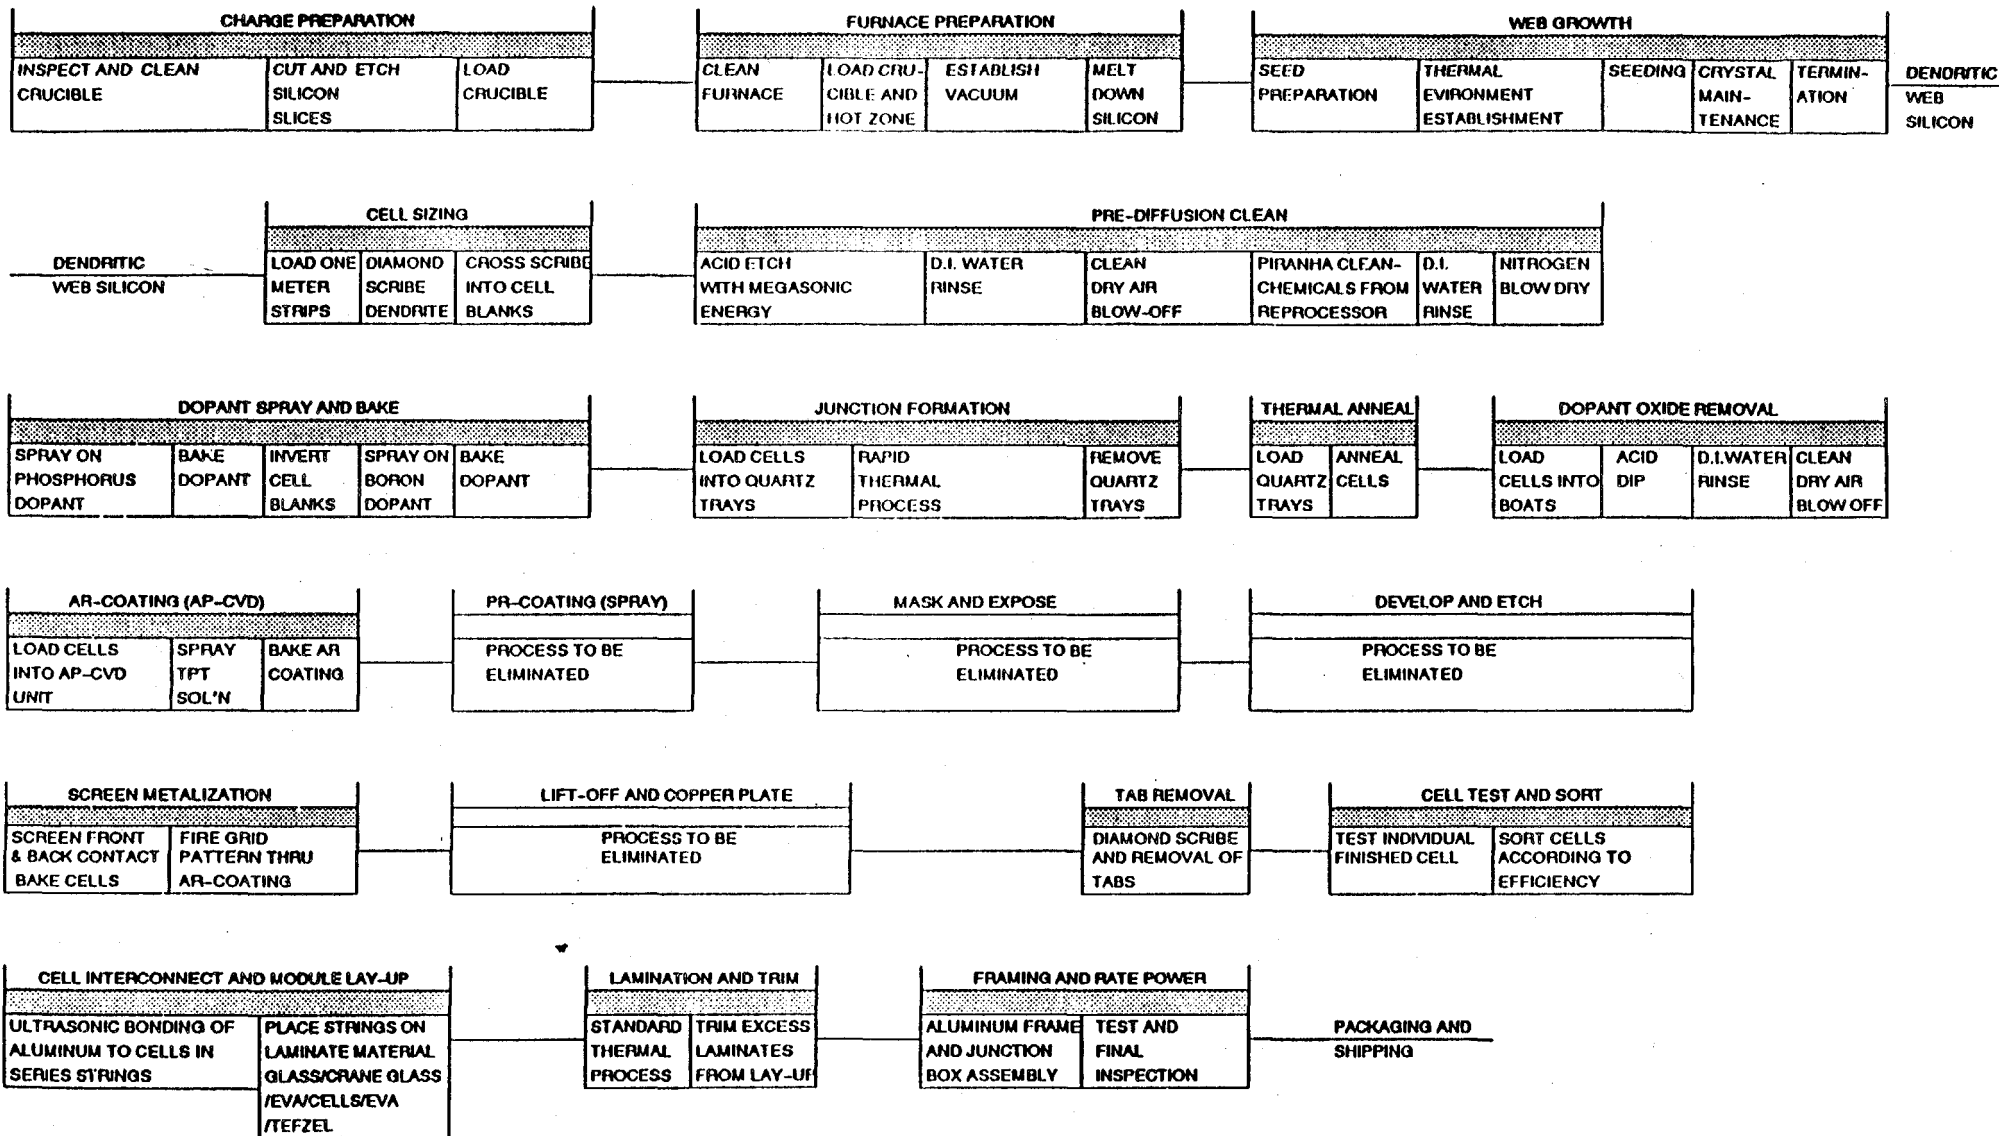 CHARGE PREPARATION
INSPECT AND CLEAN
CRUCIBLE
CUT AND ETCH
SILICON
SLICES
LOAD
CRUCIBLE
FURNACE PREPARATION
CLEAN
FURNACE
LOAD CRU-
CIBLE AND
HOT ZONE
ESTABLISH
VACUUM
MELT
DOWN
SILICON
WEB GROWTH
SEED
PREPARATION
THERMAL
EVIRONMENT
ESTABLISHMENT
SEEDING
CRYSTAL
MAIN-
TENANCE
TERMIN-
ATION
DENDRITIC
WEB
SILICON
DENDRITIC
WEB SILICON
CELL SIZING
LOAD ONE
METER
STRIPS
DIAMOND
SCRIBE
DENDRITE
CROSS SCRIBE
INTO CELL
BLANKS
PRE-DIFFUSION CLEAN
ACID ETCH
WITH MEGASONIC
ENERGY
D.I. WATER
RINSE
CLEAN
DRY AIR
BLOW-OFF
PIRANHA CLEAN-
CHEMICALS FROM
REPROCESSOR
D.I.
WATER
RINSE
NITROGEN
BLOW DRY
DOPANT SPRAY AND BAKE
SPRAY ON
PHOSPHORUS
DOPANT
BAKE
DOPANT
INVERT
CELL
BLANKS
SPRAY ON
BORON
DOPANT
BAKE
DOPANT
JUNCTION FORMATION
LOAD CELLS
INTO QUARTZ
TRAYS
RAPID
THERMAL
PROCESS
REMOVE
QUARTZ
TRAYS
THERMAL ANNEAL
LOAD
QUARTZ
TRAYS
ANNEAL
CELLS
DOPANT OXIDE REMOVAL
LOAD
CELLS INTO
BOATS
ACID
DIP
D.I.WATER
RINSE
CLEAN
DRY AIR
BLOW OFF
AR-COATING (AP-CVD)
LOAD CELLS
INTO AP-CVD
UNIT
SPRAY
TPT
SOL'N
BAKE AR
COATING
PR-COATING (SPRAY)
PROCESS TO BE
ELIMINATED
MASK AND EXPOSE
PROCESS TO BE
ELIMINATED
DEVELOP AND ETCH
PROCESS TO BE
ELIMINATED
SCREEN METALIZATION
SCREEN FRONT
& BACK CONTACT
BAKE CELLS
FIRE GRID
PATTERN THRU
AR-COATING
LIFT-OFF AND COPPER PLATE
PROCESS TO BE
ELIMINATED
TAB REMOVAL
DIAMOND SCRIBE
AND REMOVAL OF
TABS
CELL TEST AND SORT
TEST INDIVIDUAL
FINISHED CELL
SORT CELLS
ACCORDING TO
EFFICIENCY
CELL INTERCONNECT AND MODULE LAY-UP
ULTRASONIC BONDING OF
ALUMINUM TO CELLS IN
SERIES STRINGS
PLACE STRINGS ON
LAMINATE MATERIAL
GLASS/CRANE GLASS
/EVA/CELLS/EVA
/TEFZEL
LAMINATION AND TRIM
STANDARD
THERMAL
PROCESS
TRIM EXCESS
LAMINATES
FROM LAY-UP
FRAMING AND RATE POWER
ALUMINUM FRAME
AND JUNCTION
BOX ASSEMBLY
TEST AND
FINAL
INSPECTION
PACKAGING AND
SHIPPING